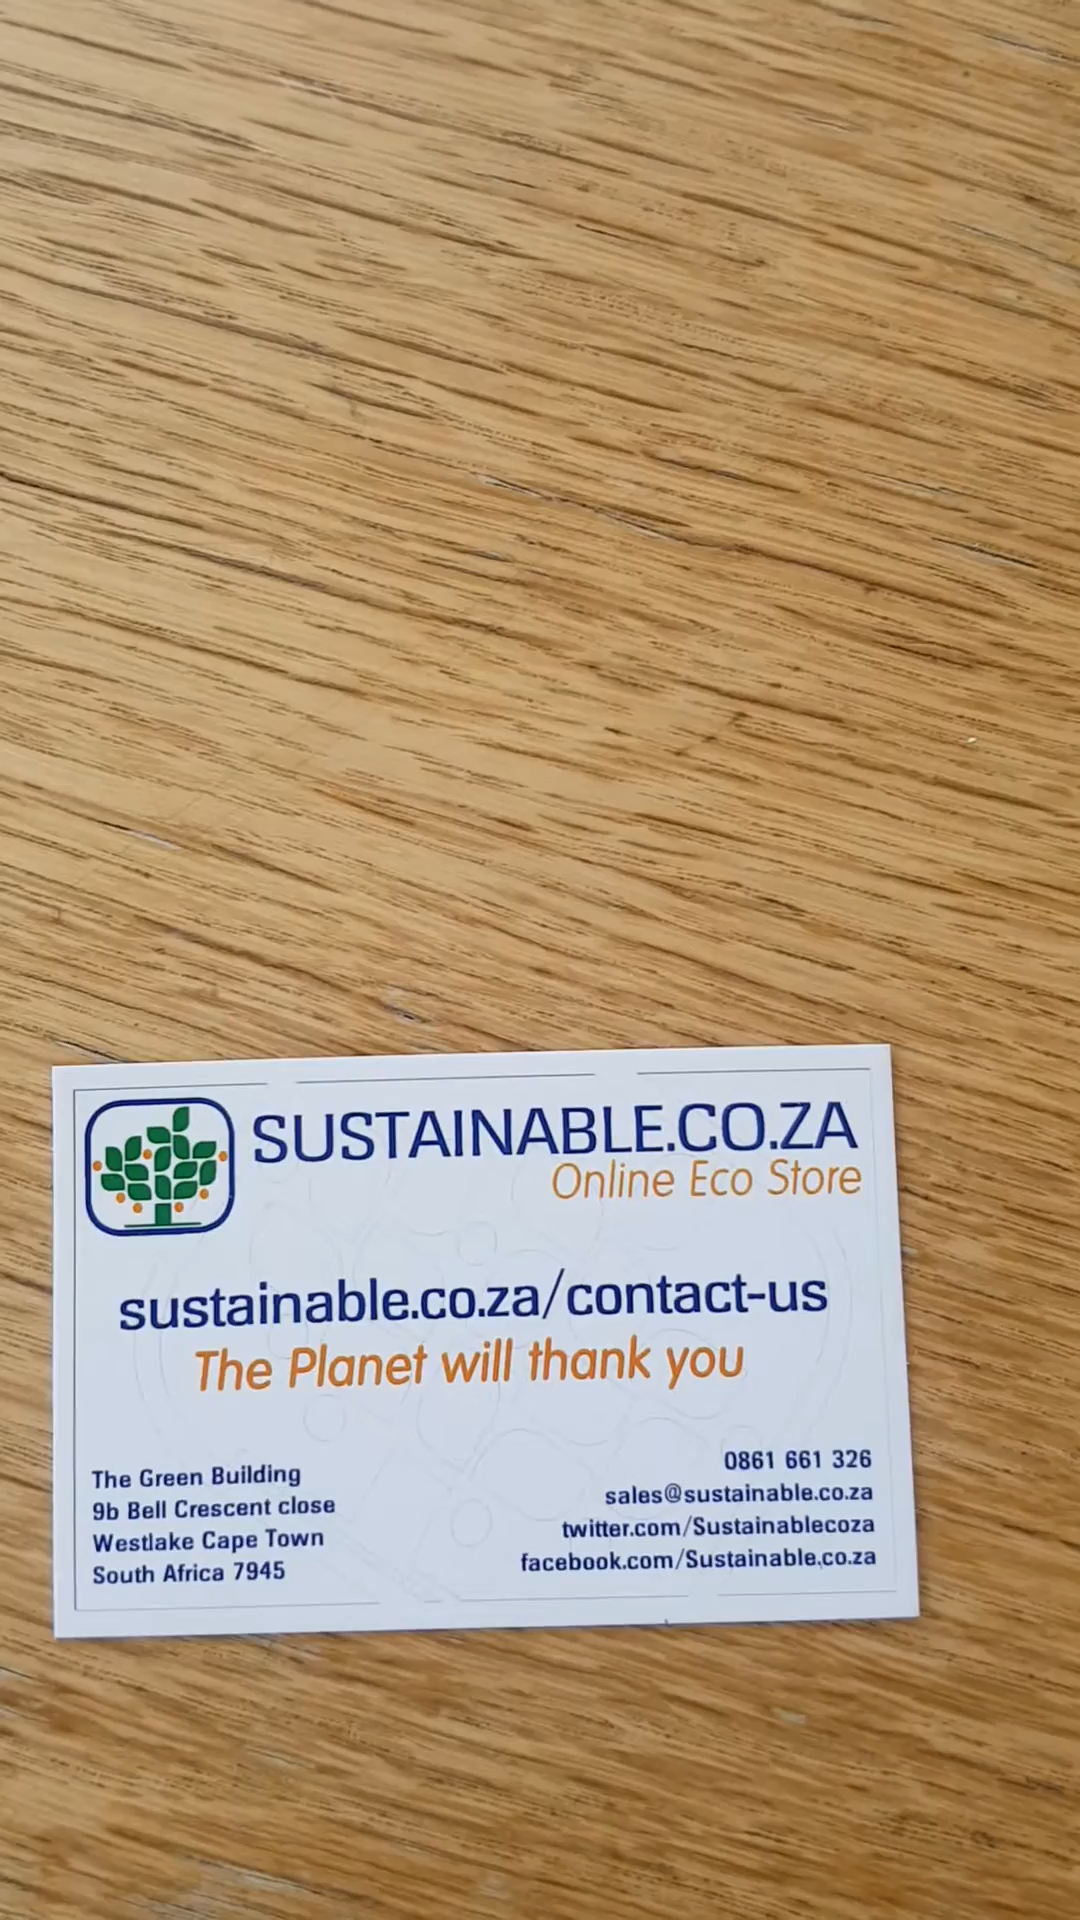 SUSTAINABLE.CO.ZA
Online Eco Store
sustainable.co.za/contact-us
The Planet will thank you
The Green Building
9b Bell Crescent close
Westlake Cape Town
South Africa 7945
0861 661 326
sales@sustainable.co.za
twitter.com/Sustainablecoza
facebook.com/Sustainable.co.za